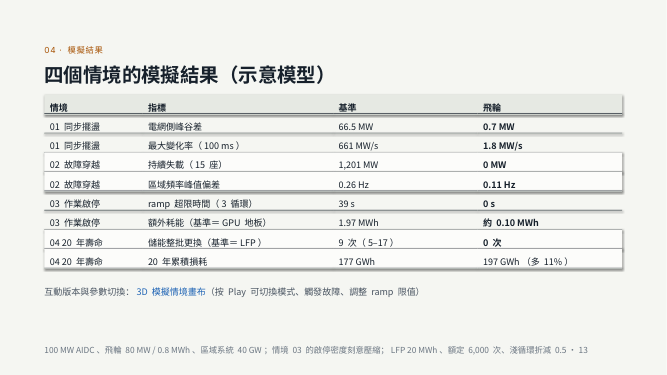 04 · 模擬結果
四個情境的模擬結果（示意模型）
情境 指標 基準 飛輪
01 同步擺盪 電網側峰谷差 66.5 MW 0.7 MW
01 同步擺盪 最大變化率（100 ms） 661 MW/s 1.8 MW/s
02 故障穿越 持續失載（15 座） 1,201 MW 0 MW
02 故障穿越 區域頻率峰值偏差 0.26 Hz 0.11 Hz
03 作業啟停 ramp 超限時間（3 循環） 39 s 0 s
03 作業啟停 額外耗能（基準＝GPU 地板） 1.97 MWh 約 0.10 MWh
04 20 年壽命 儲能整批更換（基準＝LFP） 9 次（5–17） 0 次
04 20 年壽命 20 年累積損耗 177 GWh 197 GWh（多 11%）
互動版本與參數切換： 3D 模擬情境畫布（按 Play 可切換模式、觸發故障、調整 ramp 限值）
100 MW AIDC、飛輪 80 MW / 0.8 MWh、區域系統 40 GW；情境 03 的啟停密度刻意壓縮；LFP 20 MWh、額定 6,000 次、淺循環折減 0.5 · 13